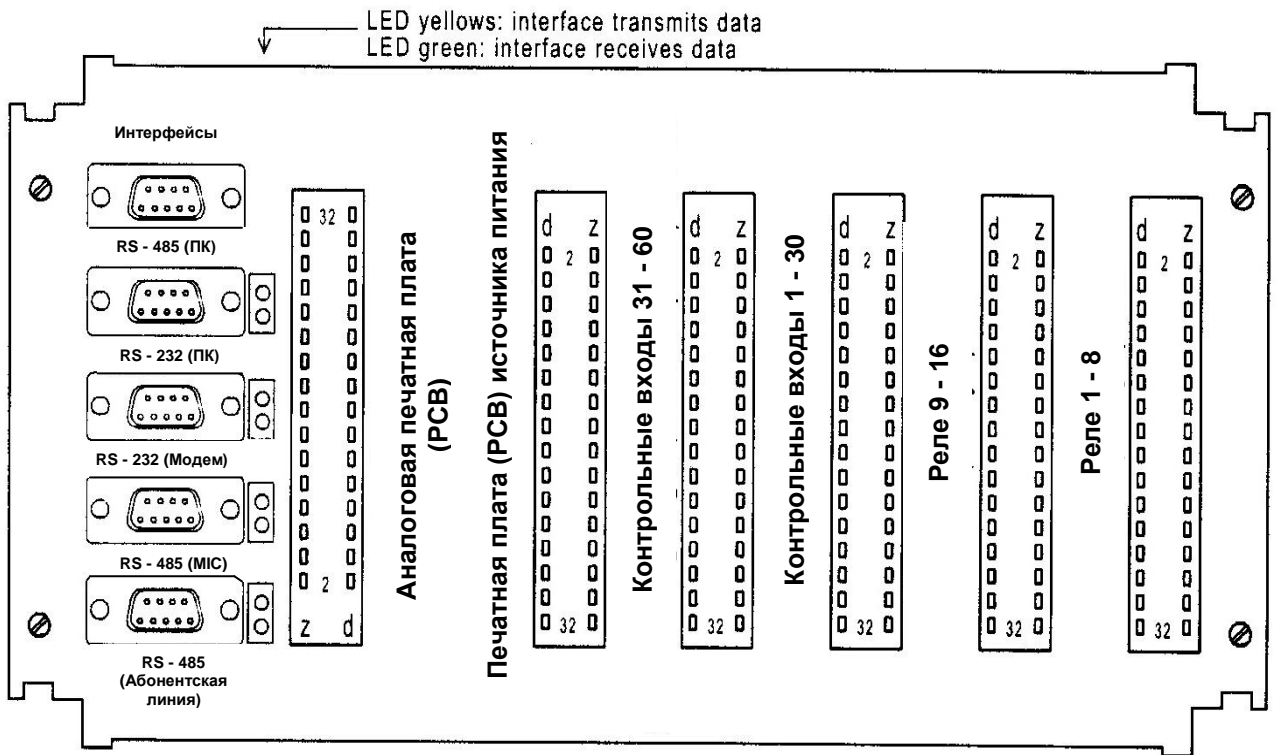 LED yellows: interface transmits data
LED green: interface receives data
Интерфейсы
RS - 485 (ПК)
RS - 232 (ПК)
RS - 232 (Модем)
RS - 485 (MIC)
RS - 485
(Абонентская
линия)
32
2
z d
Аналоговая печатная плата
(PCB)
Печатная плата (PCB) источника питания
d z
2
32
Контрольные входы 31 - 60
d z
2
32
Контрольные входы 1 - 30
d z
2
32
Реле 9 - 16
d z
2
32
Реле 1 - 8
d z
2
32